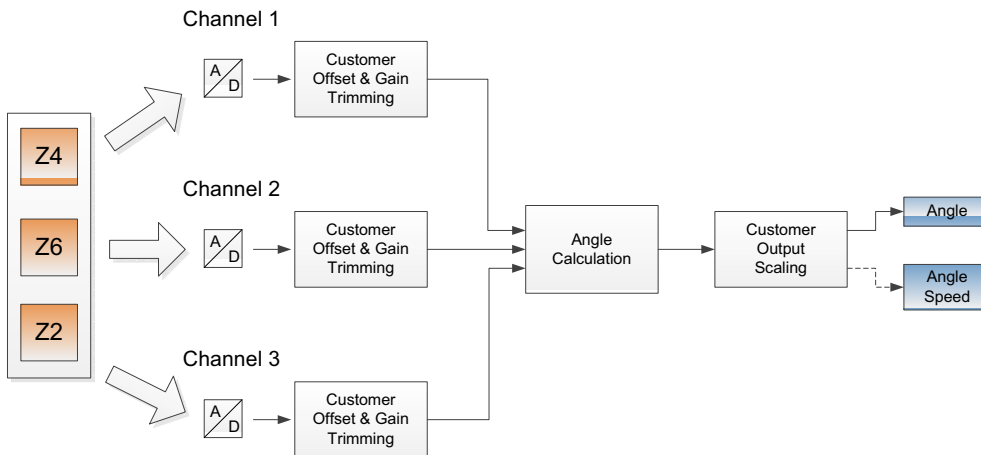 Channel 1
A
D
Customer
Offset & Gain
Trimming
Z4
Channel 2
Z6
A
D
Customer
Offset & Gain
Trimming
Angle
Calculation
Customer
Output
Scaling
Angle
Angle
Speed
Z2
Channel 3
A
D
Customer
Offset & Gain
Trimming